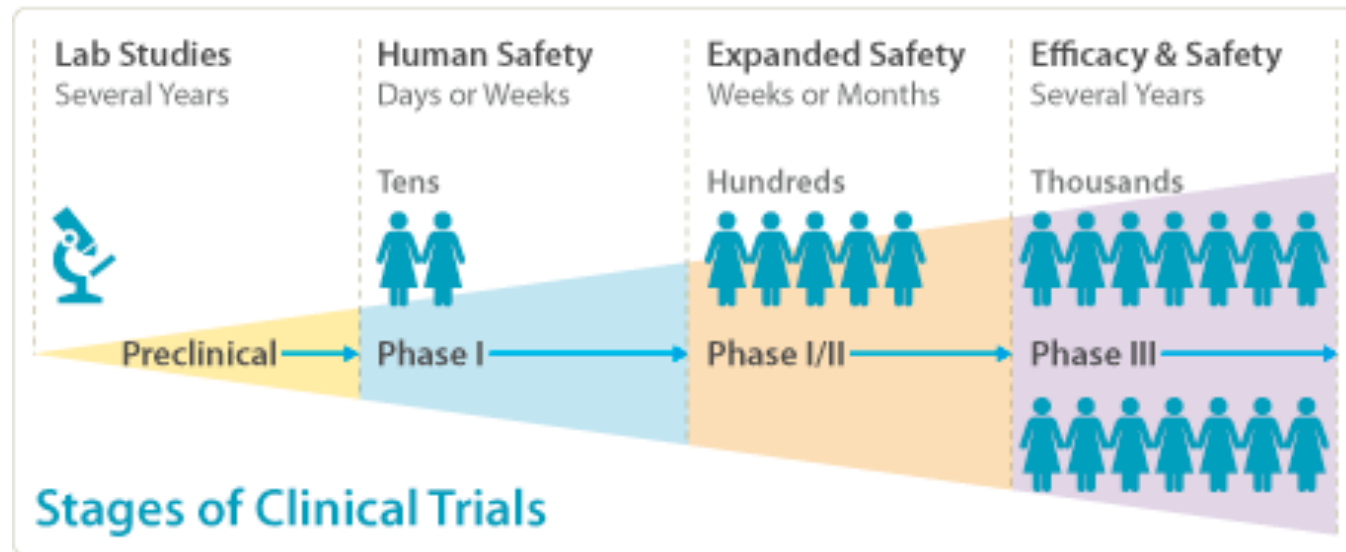 Lab Studies
Several Years
Human Safety
Days or Weeks
Expanded Safety
Weeks or Months
Efficacy & Safety
Several Years
Tens
Hundreds
Thousands
Preclinical
Phase I
Phase I/II
Phase III
Stages of Clinical Trials